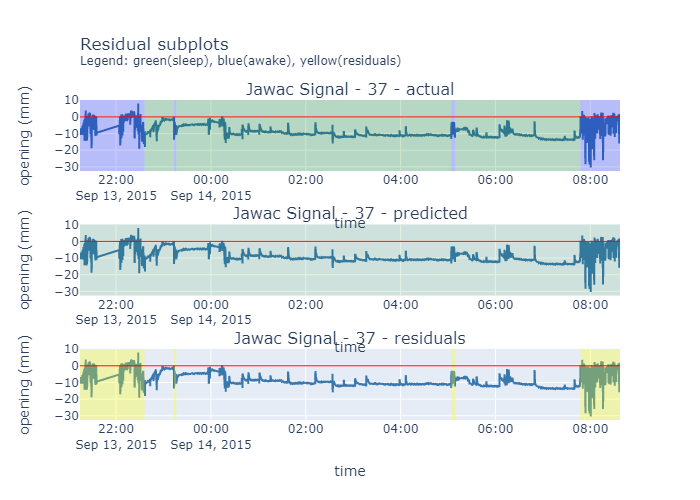 Residual subplots
Legend: green(sleep), blue(awake), yellow(residuals)
Jawac Signal - 37 - actual
opening (mm)
10
0
−10
−20
−30
22:00 00:00 02:00 04:00 06:00 08:00
Sep 13, 2015 Sep 14, 2015
time
Jawac Signal - 37 - predicted
opening (mm)
10
0
−10
−20
−30
22:00 00:00 02:00 04:00 06:00 08:00
Sep 13, 2015 Sep 14, 2015
time
Jawac Signal - 37 - residuals
opening (mm)
10
0
−10
−20
−30
22:00 00:00 02:00 04:00 06:00 08:00
Sep 13, 2015 Sep 14, 2015
time